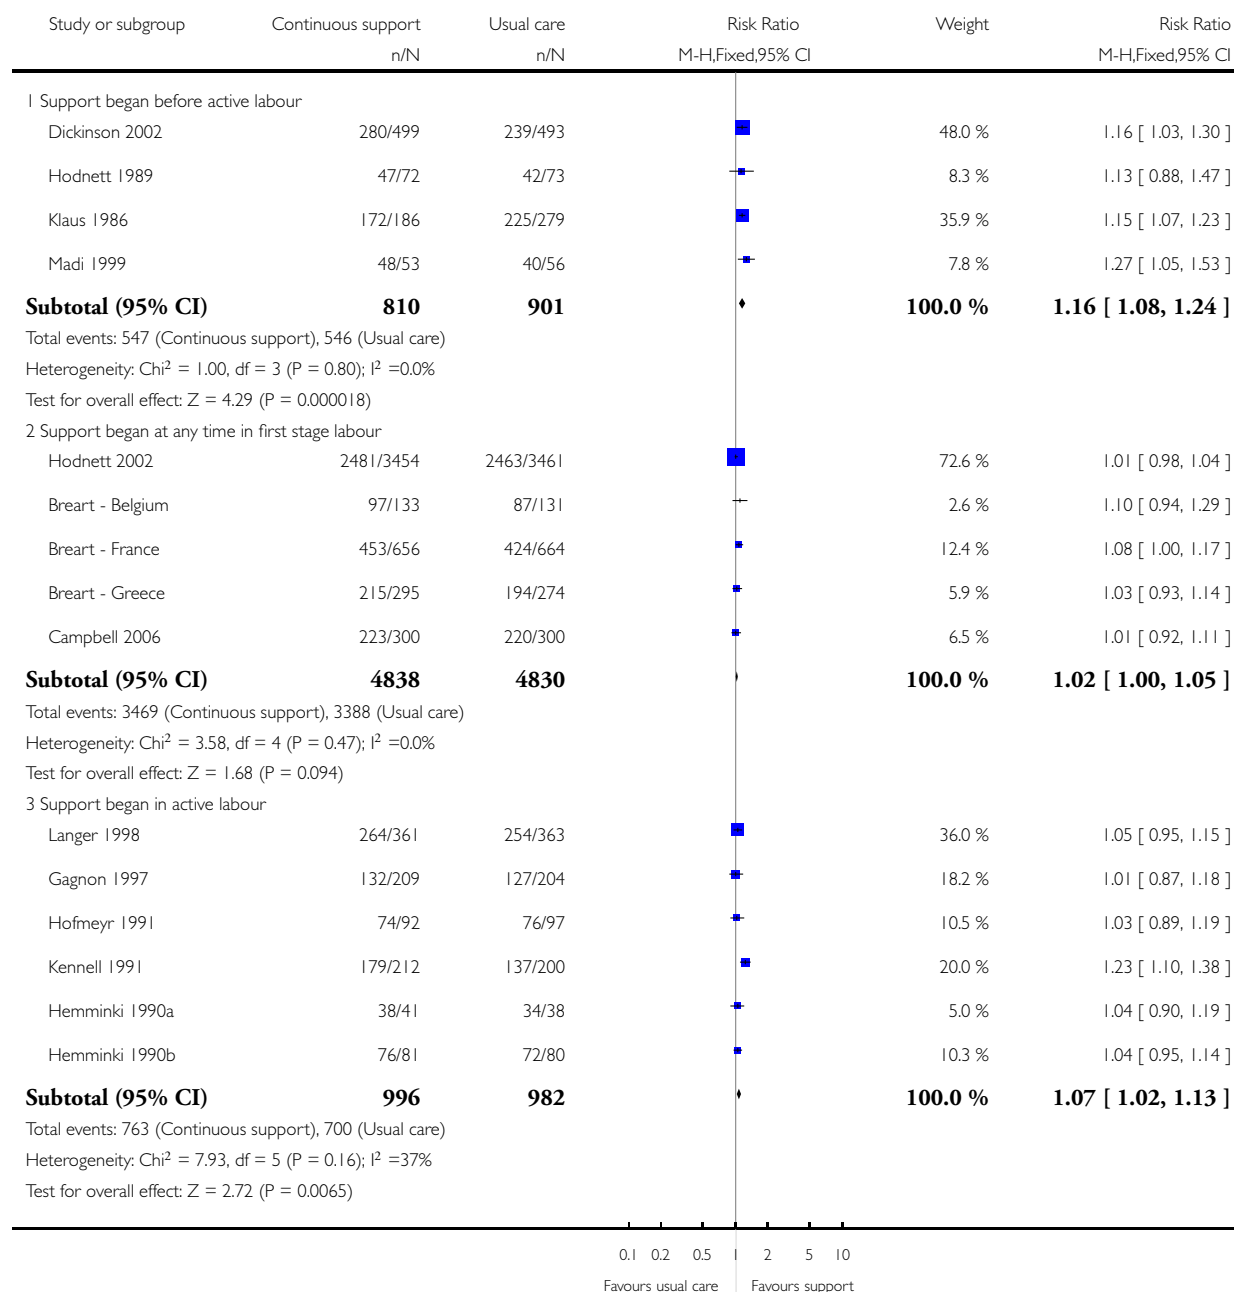 Study or subgroup Continuous support Usual care Risk Ratio Weight Risk Ratio
n/N n/N M-H,Fixed,95% CI M-H,Fixed,95% CI
1 Support began before active labour
Dickinson 2002 280/499 239/493 48.0 % 1.16 [ 1.03, 1.30 ]
Hodnett 1989 47/72 42/73 8.3 % 1.13 [ 0.88, 1.47 ]
Klaus 1986 172/186 225/279 35.9 % 1.15 [ 1.07, 1.23 ]
Madi 1999 48/53 40/56 7.8 % 1.27 [ 1.05, 1.53 ]
Subtotal (95% CI) 810 901 100.0 % 1.16 [ 1.08, 1.24 ]
Total events: 547 (Continuous support), 546 (Usual care)
Heterogeneity: Chi² = 1.00, df = 3 (P = 0.80); I² =0.0%
Test for overall effect: Z = 4.29 (P = 0.000018)
2 Support began at any time in first stage labour
Hodnett 2002 2481/3454 2463/3461 72.6 % 1.01 [ 0.98, 1.04 ]
Breart - Belgium 97/133 87/131 2.6 % 1.10 [ 0.94, 1.29 ]
Breart - France 453/656 424/664 12.4 % 1.08 [ 1.00, 1.17 ]
Breart - Greece 215/295 194/274 5.9 % 1.03 [ 0.93, 1.14 ]
Campbell 2006 223/300 220/300 6.5 % 1.01 [ 0.92, 1.11 ]
Subtotal (95% CI) 4838 4830 100.0 % 1.02 [ 1.00, 1.05 ]
Total events: 3469 (Continuous support), 3388 (Usual care)
Heterogeneity: Chi² = 3.58, df = 4 (P = 0.47); I² =0.0%
Test for overall effect: Z = 1.68 (P = 0.094)
3 Support began in active labour
Langer 1998 264/361 254/363 36.0 % 1.05 [ 0.95, 1.15 ]
Gagnon 1997 132/209 127/204 18.2 % 1.01 [ 0.87, 1.18 ]
Hofmeyr 1991 74/92 76/97 10.5 % 1.03 [ 0.89, 1.19 ]
Kennell 1991 179/212 137/200 20.0 % 1.23 [ 1.10, 1.38 ]
Hemminki 1990a 38/41 34/38 5.0 % 1.04 [ 0.90, 1.19 ]
Hemminki 1990b 76/81 72/80 10.3 % 1.04 [ 0.95, 1.14 ]
Subtotal (95% CI) 996 982 100.0 % 1.07 [ 1.02, 1.13 ]
Total events: 763 (Continuous support), 700 (Usual care)
Heterogeneity: Chi² = 7.93, df = 5 (P = 0.16); I² =37%
Test for overall effect: Z = 2.72 (P = 0.0065)
0.1 0.2 0.5 1 2 5 10
Favours usual care Favours support